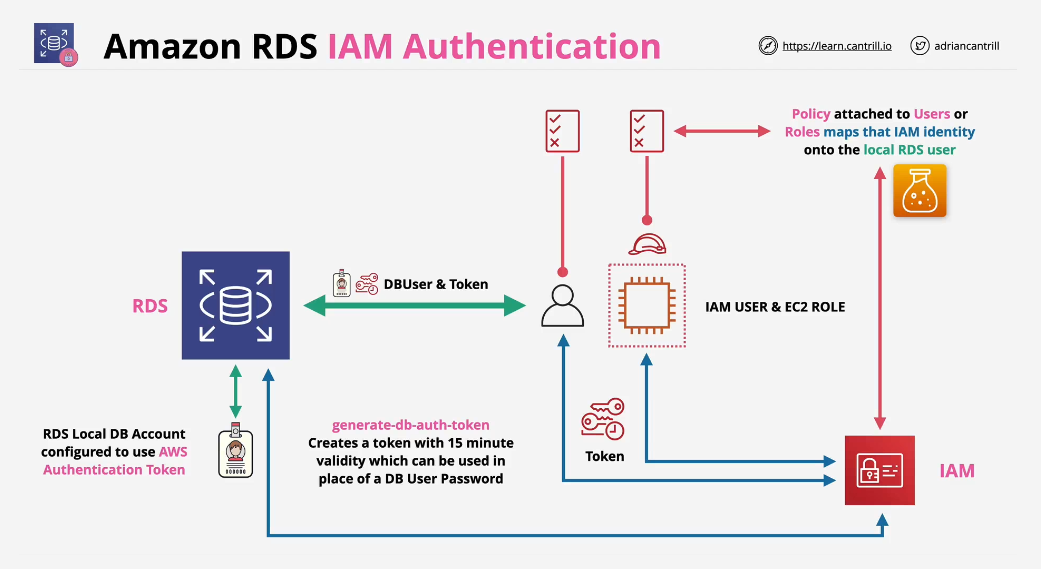 Amazon RDS IAM Authentication
https://learn.cantrill.io
adriancantrill
Policy attached to Users or
Roles maps that IAM identity
onto the local RDS user
RDS
DBUser & Token
IAM USER & EC2 ROLE
RDS Local DB Account
configured to use AWS
Authentication Token
generate-db-auth-token
Creates a token with 15 minute
validity which can be used in
place of a DB User Password
Token
IAM